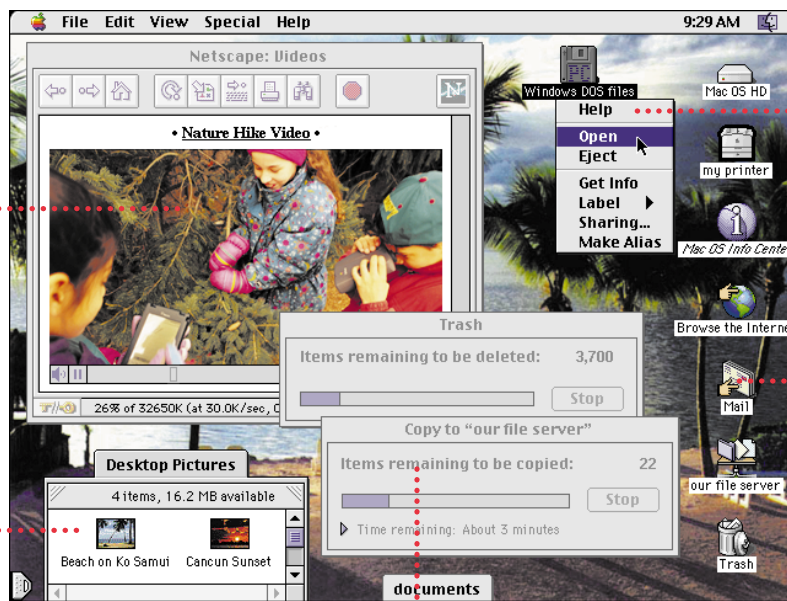 File Edit View Special Help 9:29 AM
Netscape: Videos
N
• Nature Hike Video •
26% of 32650K (at 30.0K/sec,
PC
Windows DOS files
Help
Open
Eject
Get Info
Label
Sharing...
Make Alias
Mac OS HD
my printer
Mac OS Info Cente
Browse the Interne
Mail
our file server
Trash
Trash
Items remaining to be deleted: 3,700
Stop
Copy to “our file server”
Items remaining to be copied: 22
Stop
Time remaining: About 3 minutes
Desktop Pictures
4 items, 16.2 MB available
Beach on Ko Samui Cancun Sunset
documents